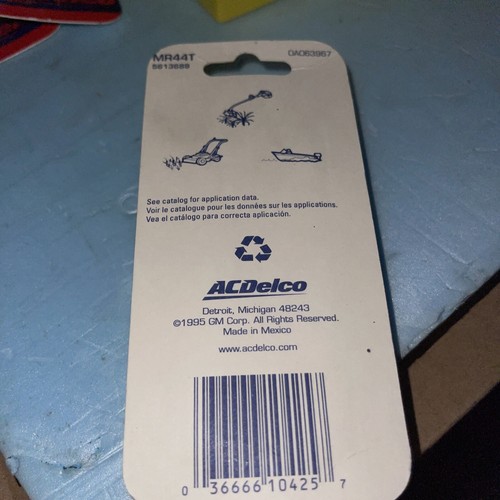 MR44T
5613688
0A063967
See catalog for application data.
Voir le catalogue pour les données sur les applications.
Vea el catálogo para correcta aplicación.
ACDelco
Detroit, Michigan 48243
©1995 GM Corp. All Rights Reserved.
Made in Mexico
www.acdelco.com
0 36666 10425 7